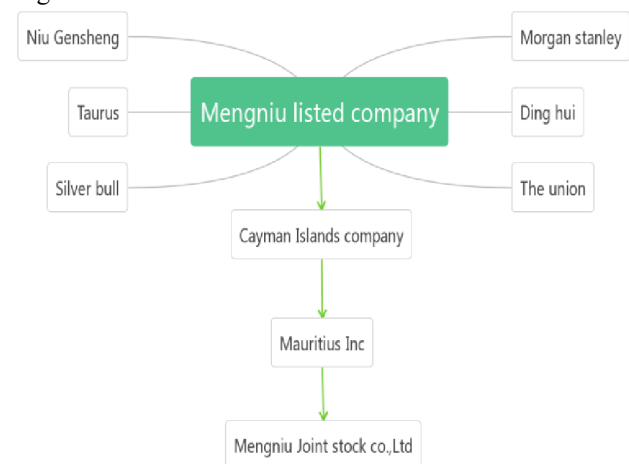 Niu Gensheng
Morgan stanley
Taurus
Mengniu listed company
Ding hui
Silver bull
The union
Cayman Islands company
Mauritius Inc
Mengniu Joint stock co.,Ltd